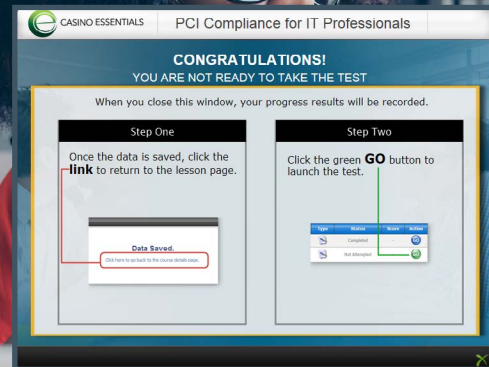 CASINO ESSENTIALS
PCI Compliance for IT Professionals
CONGRATULATIONS!
YOU ARE NOT READY TO TAKE THE TEST
When you close this window, your progress results will be recorded.
Step One
Once the data is saved, click the
link to return to the lesson page.
Data Saved.
Click here to go back to the course details page.
Step Two
Click the green GO button to
launch the test.
Type Status Score Action
Completed - GO
Not Attempted - GO